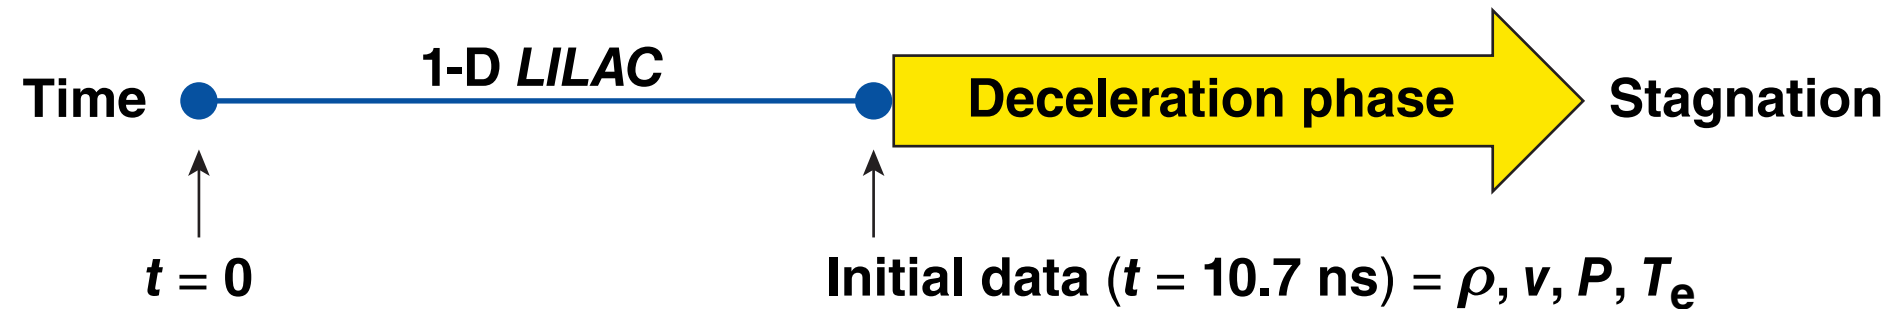 1-D LILAC
Time Deceleration phase Stagnation
t = 0 Initial data (t = 10.7 ns) = ρ, v, P, Tₑ